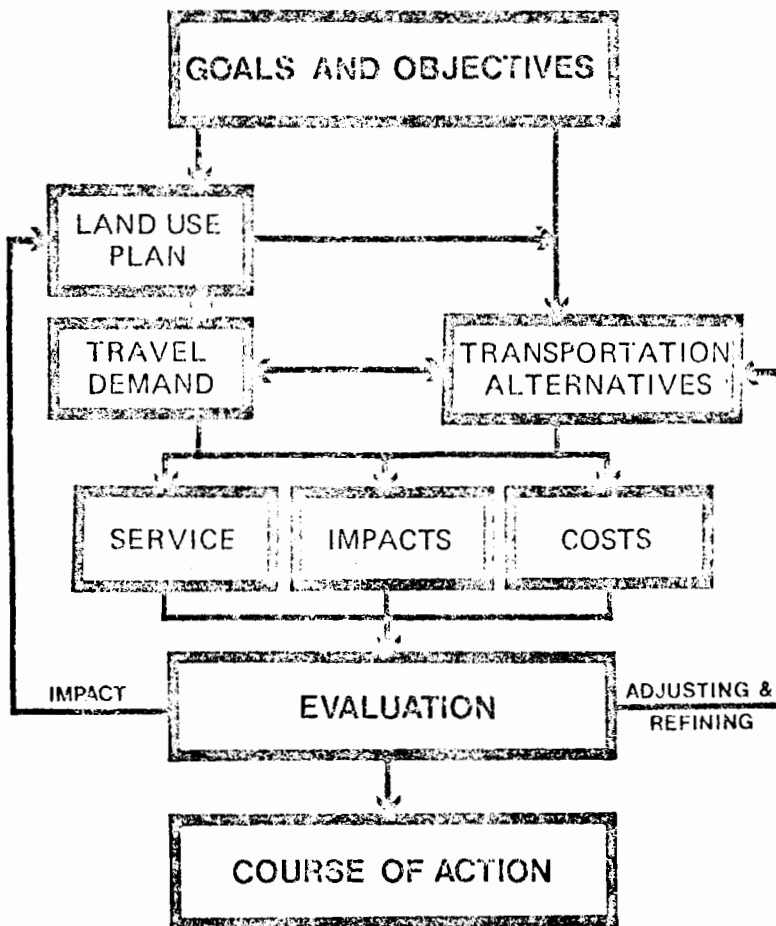 GOALS AND OBJECTIVES
LAND USE
PLAN
TRAVEL
DEMAND
TRANSPORTATION
ALTERNATIVES
SERVICE
IMPACTS
COSTS
IMPACT
EVALUATION
ADJUSTING &
REFINING
COURSE OF ACTION